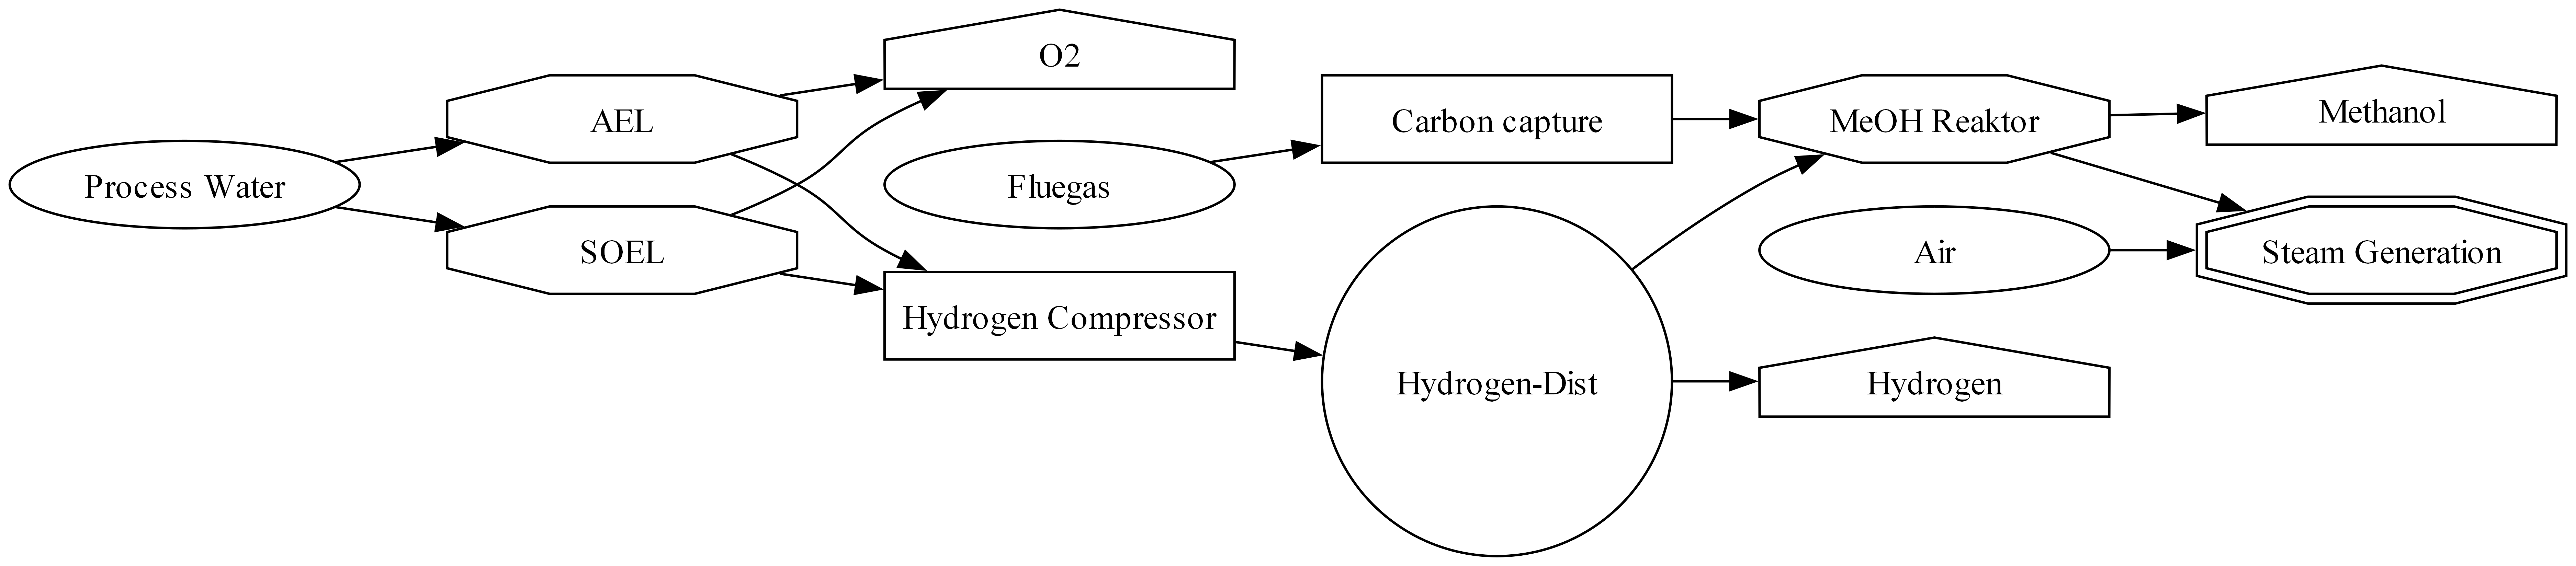 Process Water
AEL
SOEL
O2
Fluegas
Hydrogen Compressor
Carbon capture
Hydrogen-Dist
MeOH Reaktor
Air
Hydrogen
Methanol
Steam Generation